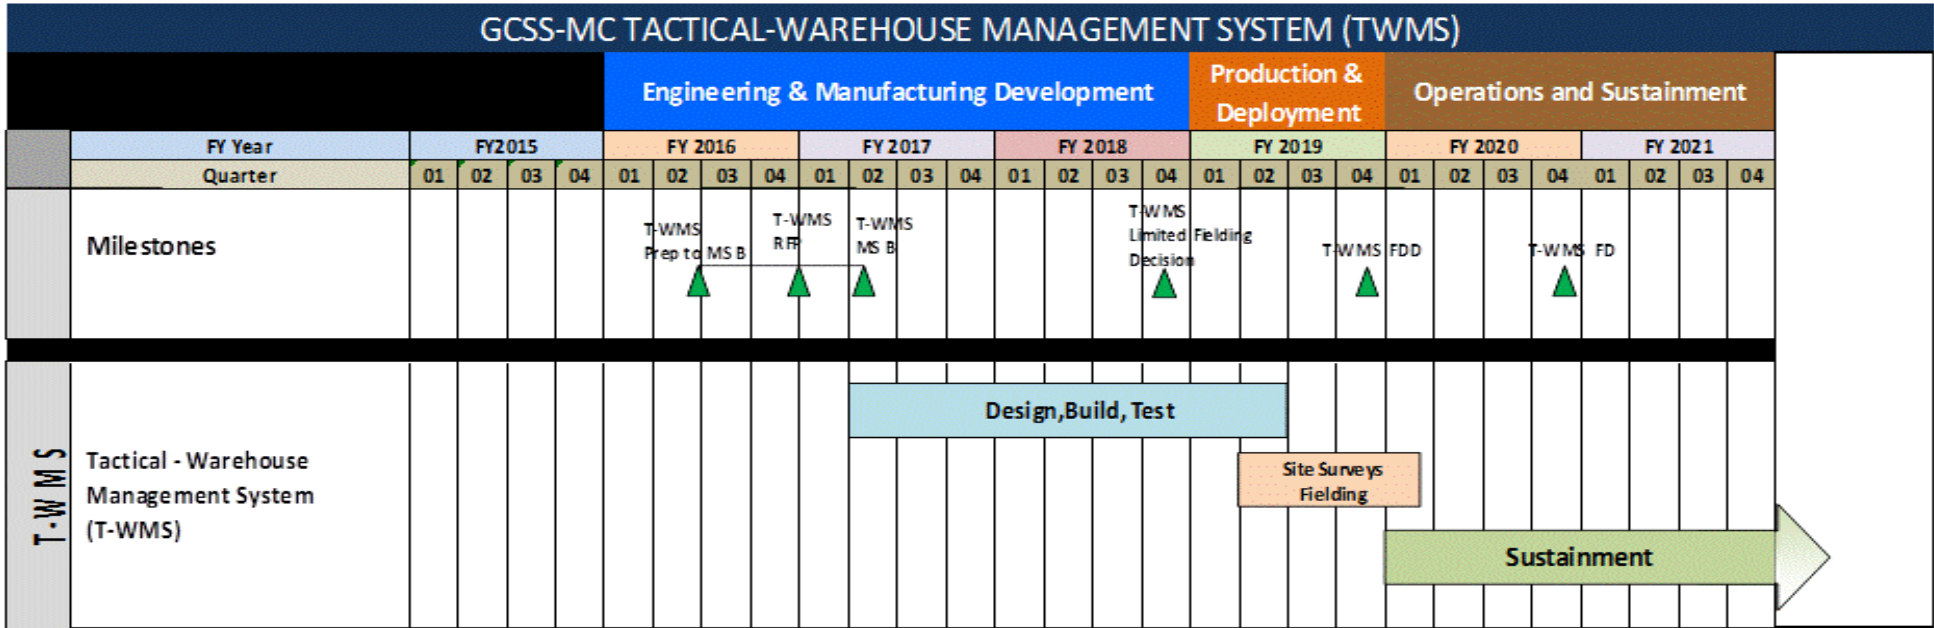 GCSS-MC TACTICAL-WAREHOUSE MANAGEMENT SYSTEM (TWMS)
Engineering & Manufacturing Development
Production &
Deployment
Operations and Sustainment
FY Year FY2015 FY 2016 FY 2017 FY 2018 FY 2019 FY 2020 FY 2021
Quarter 01 02 03 04 01 02 03 04 01 02 03 04 01 02 03 04 01 02 03 04 01 02 03 04 01 02 03 04
Milestones
T-WMS
Prep to MS B
T-WMS
RFP
T-WMS
MS B
T-WMS
Limited Fielding
Decision
T-WMS FDD
T-WMS FD
T-WMS
Tactical - Warehouse
Management System
(T-WMS)
Design,Build, Test
Site Surveys
Fielding
Sustainment